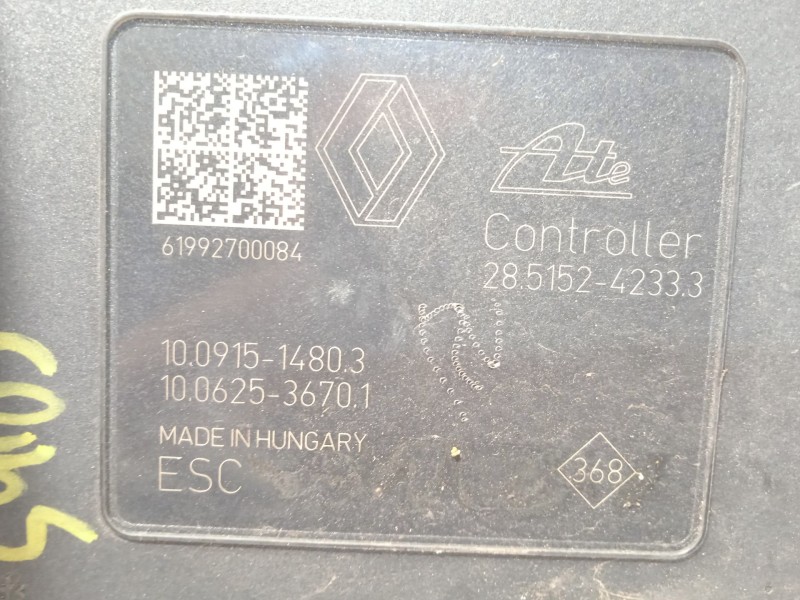 61992700084
Ate
Controller
28.5152-4233.3
10.0915-1480.3
10.0625-3670.1
MADE IN HUNGARY
ESC
368